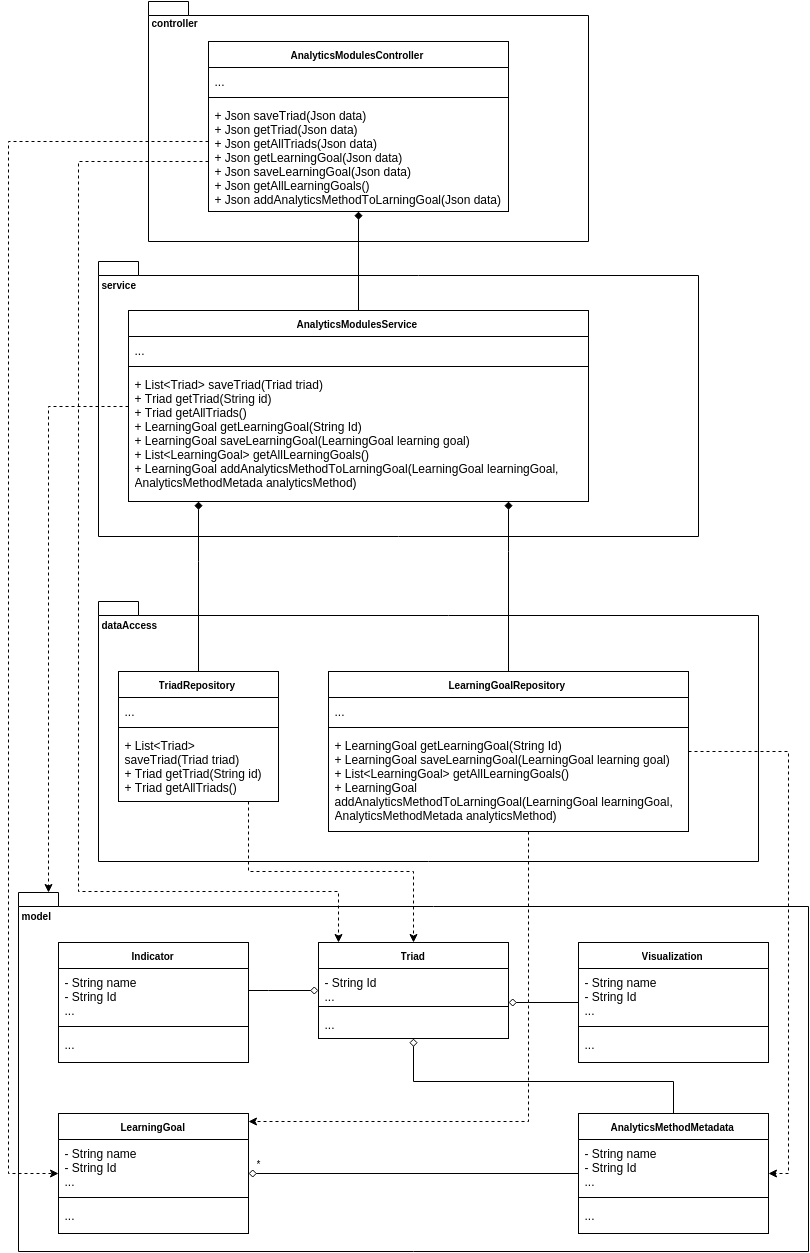 controller
AnalyticsModulesController
...
+ Json saveTriad(Json data)
+ Json getTriad(Json data)
+ Json getAllTriads(Json data)
+ Json getLearningGoal(Json data)
+ Json saveLearningGoal(Json data)
+ Json getAllLearningGoals()
+ Json addAnalyticsMethodToLarningGoal(Json data)
service
AnalyticsModulesService
...
+ List<Triad> saveTriad(Triad triad)
+ Triad getTriad(String id)
+ Triad getAllTriads()
+ LearningGoal getLearningGoal(String Id)
+ LearningGoal saveLearningGoal(LearningGoal learning goal)
+ List<LearningGoal> getAllLearningGoals()
+ LearningGoal addAnalyticsMethodToLarningGoal(LearningGoal learningGoal,
AnalyticsMethodMetada analyticsMethod)
dataAccess
TriadRepository
...
+ List<Triad>
saveTriad(Triad triad)
+ Triad getTriad(String id)
+ Triad getAllTriads()
LearningGoalRepository
...
+ LearningGoal getLearningGoal(String Id)
+ LearningGoal saveLearningGoal(LearningGoal learning goal)
+ List<LearningGoal> getAllLearningGoals()
+ LearningGoal
addAnalyticsMethodToLarningGoal(LearningGoal learningGoal,
AnalyticsMethodMetada analyticsMethod)
model
Indicator
- String name
- String Id
...
...
Triad
- String Id
...
...
Visualization
- String name
- String Id
...
...
LearningGoal
- String name
- String Id
...
...
*
AnalyticsMethodMetadata
- String name
- String Id
...
...